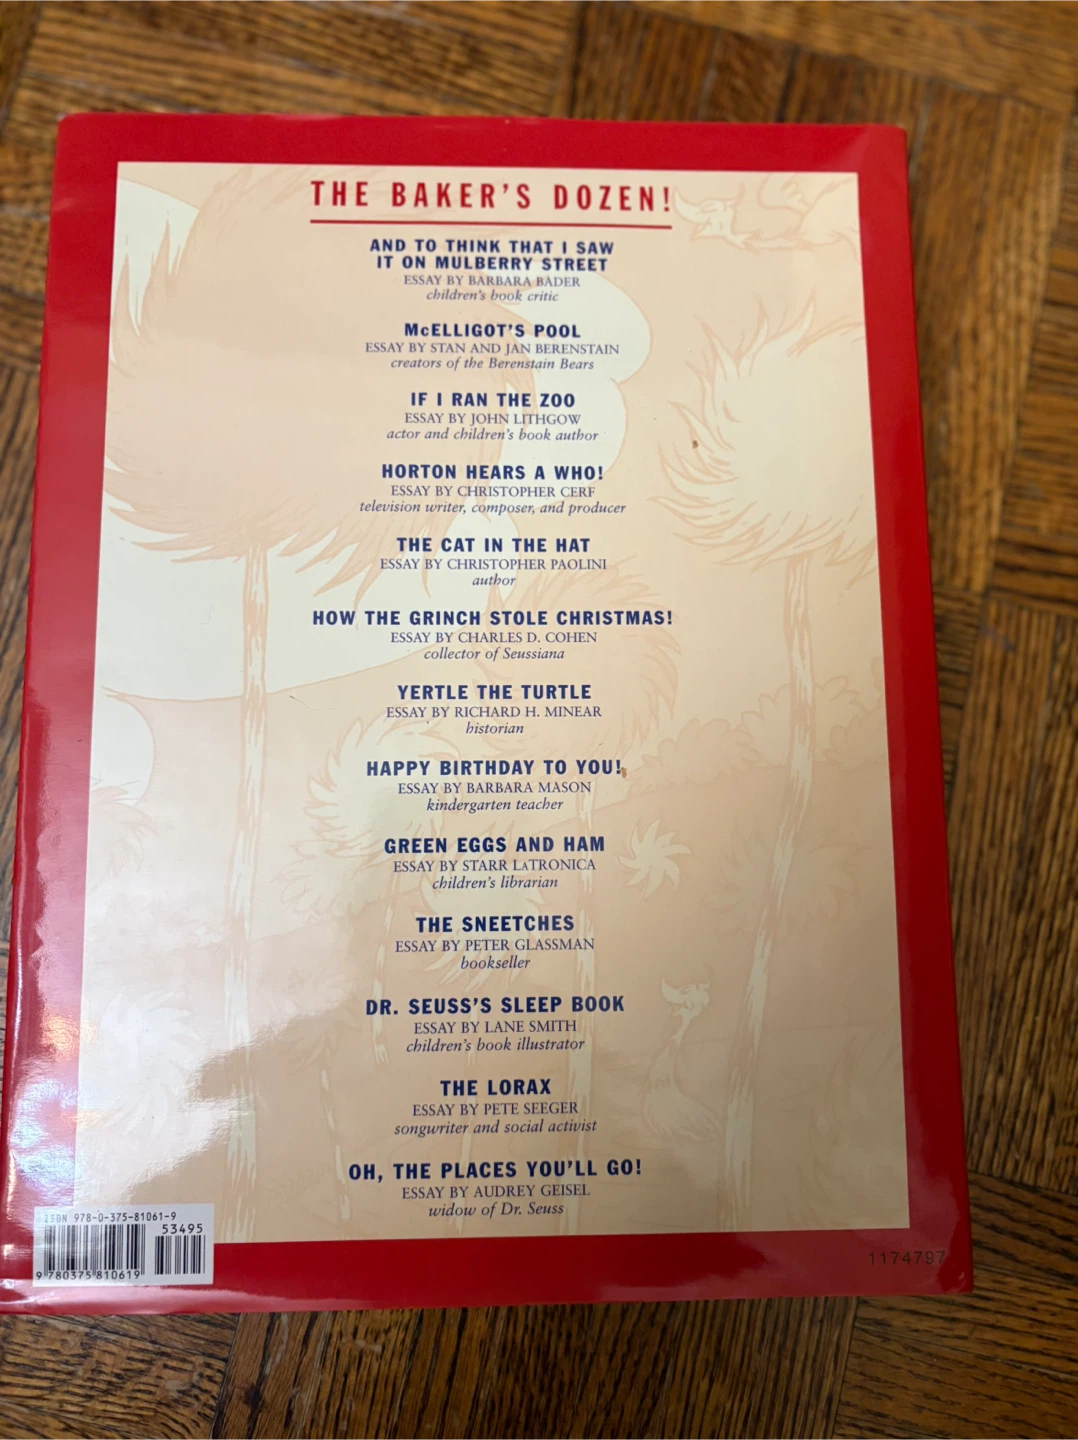 THE BAKER'S DOZEN!
AND TO THINK THAT I SAW
IT ON MULBERRY STREET
ESSAY BY BARBARA BADER
children's book critic
McELLIGOT'S POOL
ESSAY BY STAN AND JAN BERENSTAIN
creators of the Berenstain Bears
IF I RAN THE ZOO
ESSAY BY JOHN LITHGOW
actor and children's book author
HORTON HEARS A WHO!
ESSAY BY CHRISTOPHER CERF
television writer, composer, and producer
THE CAT IN THE HAT
ESSAY BY CHRISTOPHER PAOLINI
author
HOW THE GRINCH STOLE CHRISTMAS!
ESSAY BY CHARLES D. COHEN
collector of Seussiana
YERTLE THE TURTLE
ESSAY BY RICHARD H. MINEAR
historian
HAPPY BIRTHDAY TO YOU!
ESSAY BY BARBARA MASON
kindergarten teacher
GREEN EGGS AND HAM
ESSAY BY STARR LaTRONICA
children's librarian
THE SNEETCHES
ESSAY BY PETER GLASSMAN
bookseller
DR. SEUSS'S SLEEP BOOK
ESSAY BY LANE SMITH
children's book illustrator
THE LORAX
ESSAY BY PETE SEEGER
songwriter and social activist
OH, THE PLACES YOU'LL GO!
ESSAY BY AUDREY GEISEL
widow of Dr. Seuss
ISBN 978-0-375-81061-9
53495
9 780375 810619
1174797